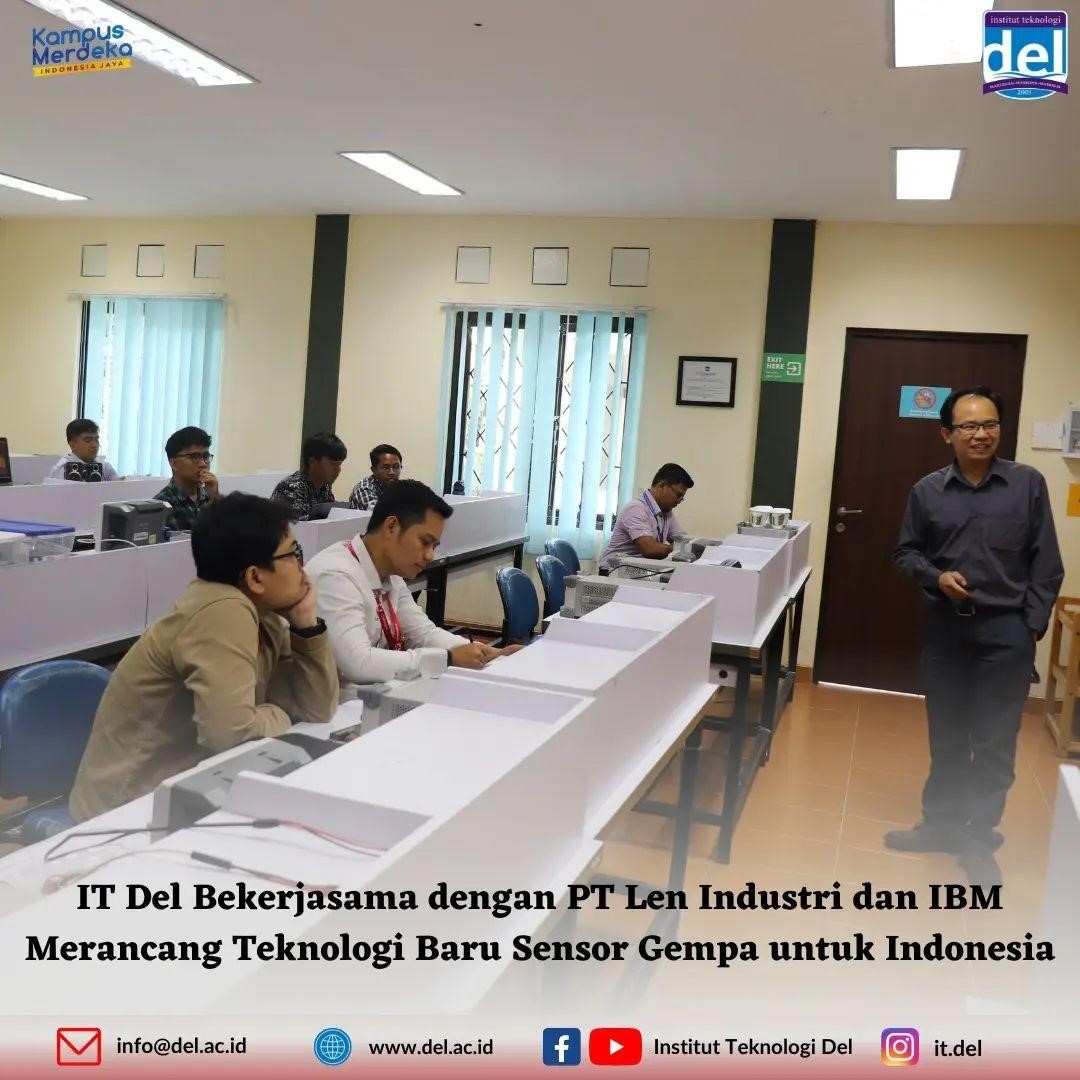 Kampus
Merdeka
INDONESIA JAYA
institut teknologi
del
2001
EXIT
HERE
IT Del Bekerjasama dengan PT Len Industri dan IBM
Merancang Teknologi Baru Sensor Gempa untuk Indonesia
info@del.ac.id
www.del.ac.id
Institut Teknologi Del
it.del